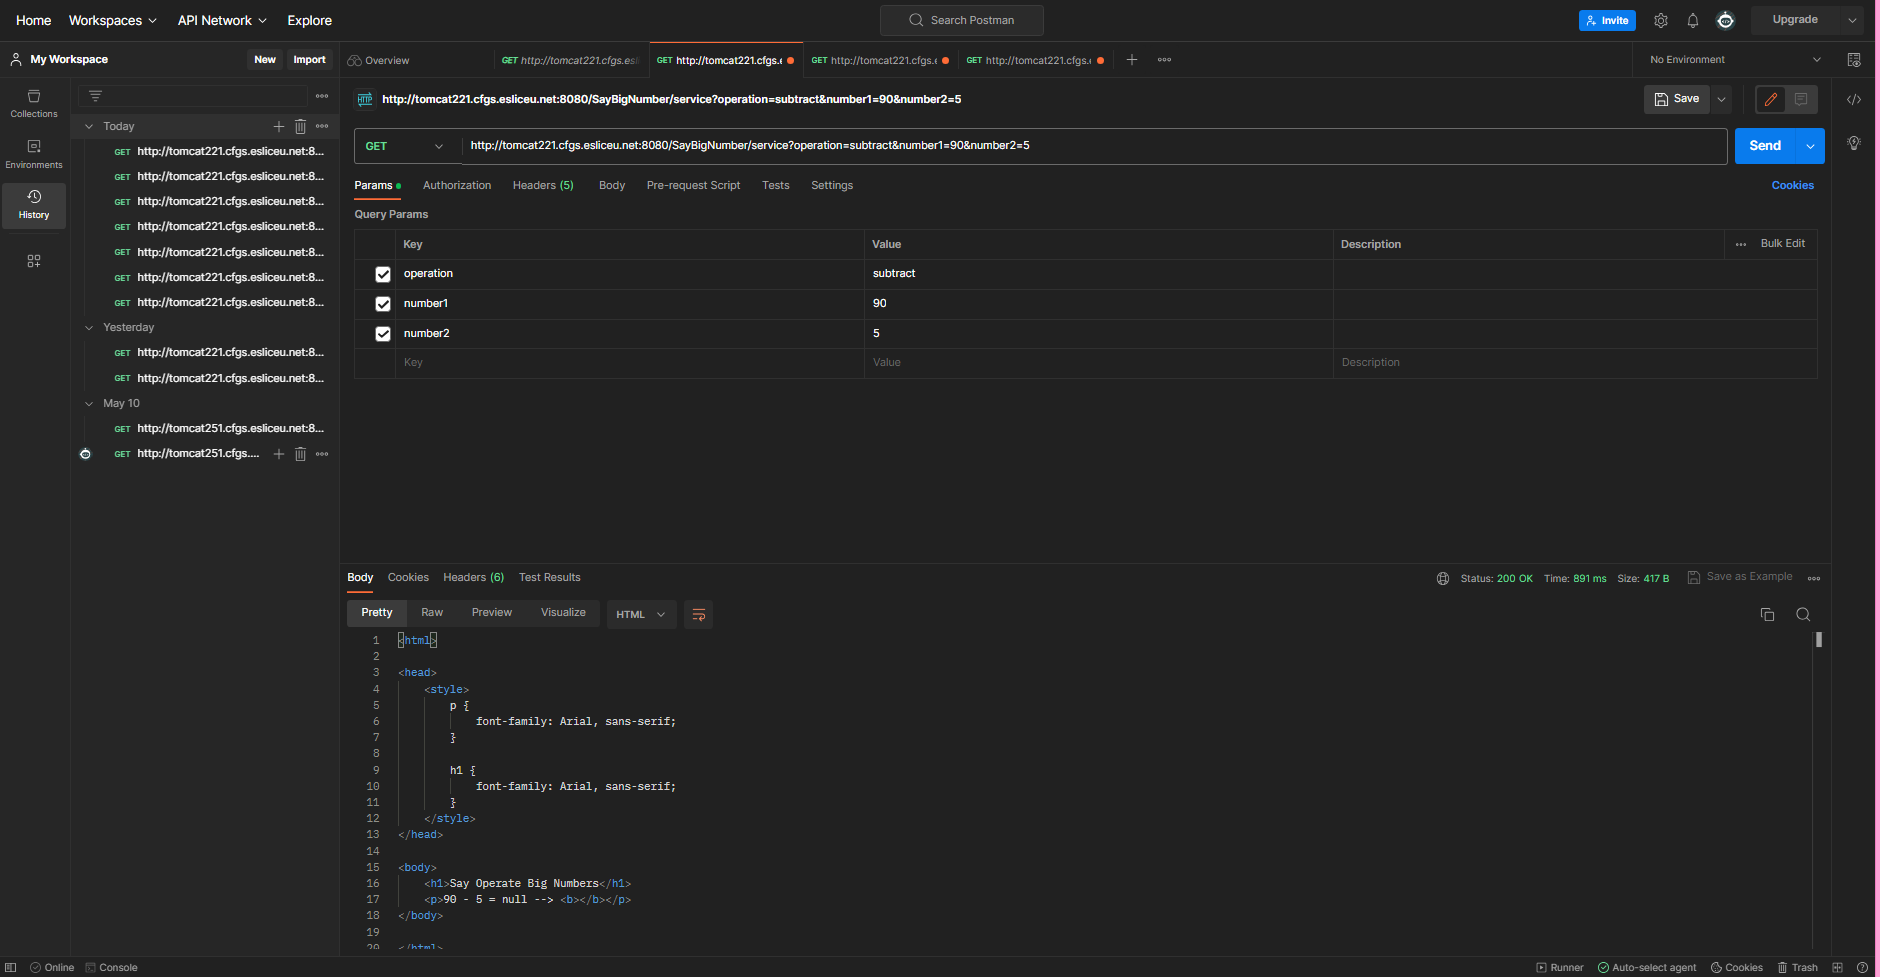 Home Workspaces API Network Explore Search Postman Invite Upgrade
My Workspace New Import Overview GET http://tomcat221.cfgs.esli GET http://tomcat221.cfgs.e GET http://tomcat221.cfgs.e GET http://tomcat221.cfgs. No Environment
http://tomcat221.cfgs.esliceu.net:8080/SayBigNumber/service?operation=subtract&number1=90&number2=5 Save
Collections
Environments
History
Today
GET http://tomcat221.cfgs.esliceu.net:8...
GET http://tomcat221.cfgs.esliceu.net:8...
GET http://tomcat221.cfgs.esliceu.net:8...
GET http://tomcat221.cfgs.esliceu.net:8...
GET http://tomcat221.cfgs.esliceu.net:8...
GET http://tomcat221.cfgs.esliceu.net:8...
GET http://tomcat221.cfgs.esliceu.net:8...
Yesterday
GET http://tomcat221.cfgs.esliceu.net:8...
GET http://tomcat221.cfgs.esliceu.net:8...
May 10
GET http://tomcat251.cfgs.esliceu.net:8...
GET http://tomcat251.cfgs....
GET http://tomcat221.cfgs.esliceu.net:8080/SayBigNumber/service?operation=subtract&number1=90&number2=5 Send
Params Authorization Headers (5) Body Pre-request Script Tests Settings Cookies
Query Params
Key Value Description Bulk Edit
operation subtract
number1 90
number2 5
Key Value Description
Body Cookies Headers (6) Test Results Status: 200 OK Time: 891 ms Size: 417 B Save as Example
Pretty Raw Preview Visualize HTML
1 <html>
2
3 <head>
4 <style>
5 p {
6 font-family: Arial, sans-serif;
7 }
8
9 h1 {
10 font-family: Arial, sans-serif;
11 }
12 </style>
13 </head>
14
15 <body>
16 <h1>Say Operate Big Numbers</h1>
17 <p>90 - 5 = null --> <b></b></p>
18 </body>
19
20 </html>
Online Console Runner Auto-select agent Cookies Trash